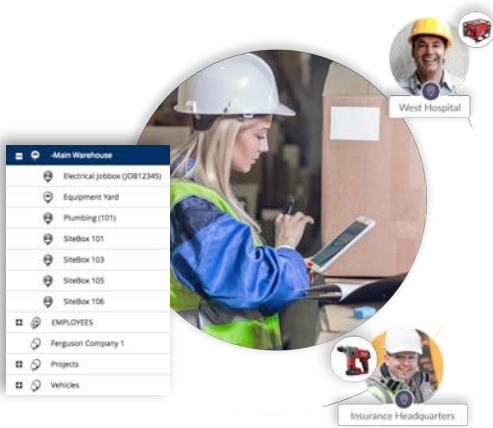 West Hospital
-Main Warehouse
Electrical Jobbox (JDB12345)
Equipment Yard
Plumbing (101)
SiteBox 101
SiteBox 103
SiteBox 105
SiteBox 106
EMPLOYEES
Ferguson Company 1
Projects
Vehicles
Insurance Headquarters